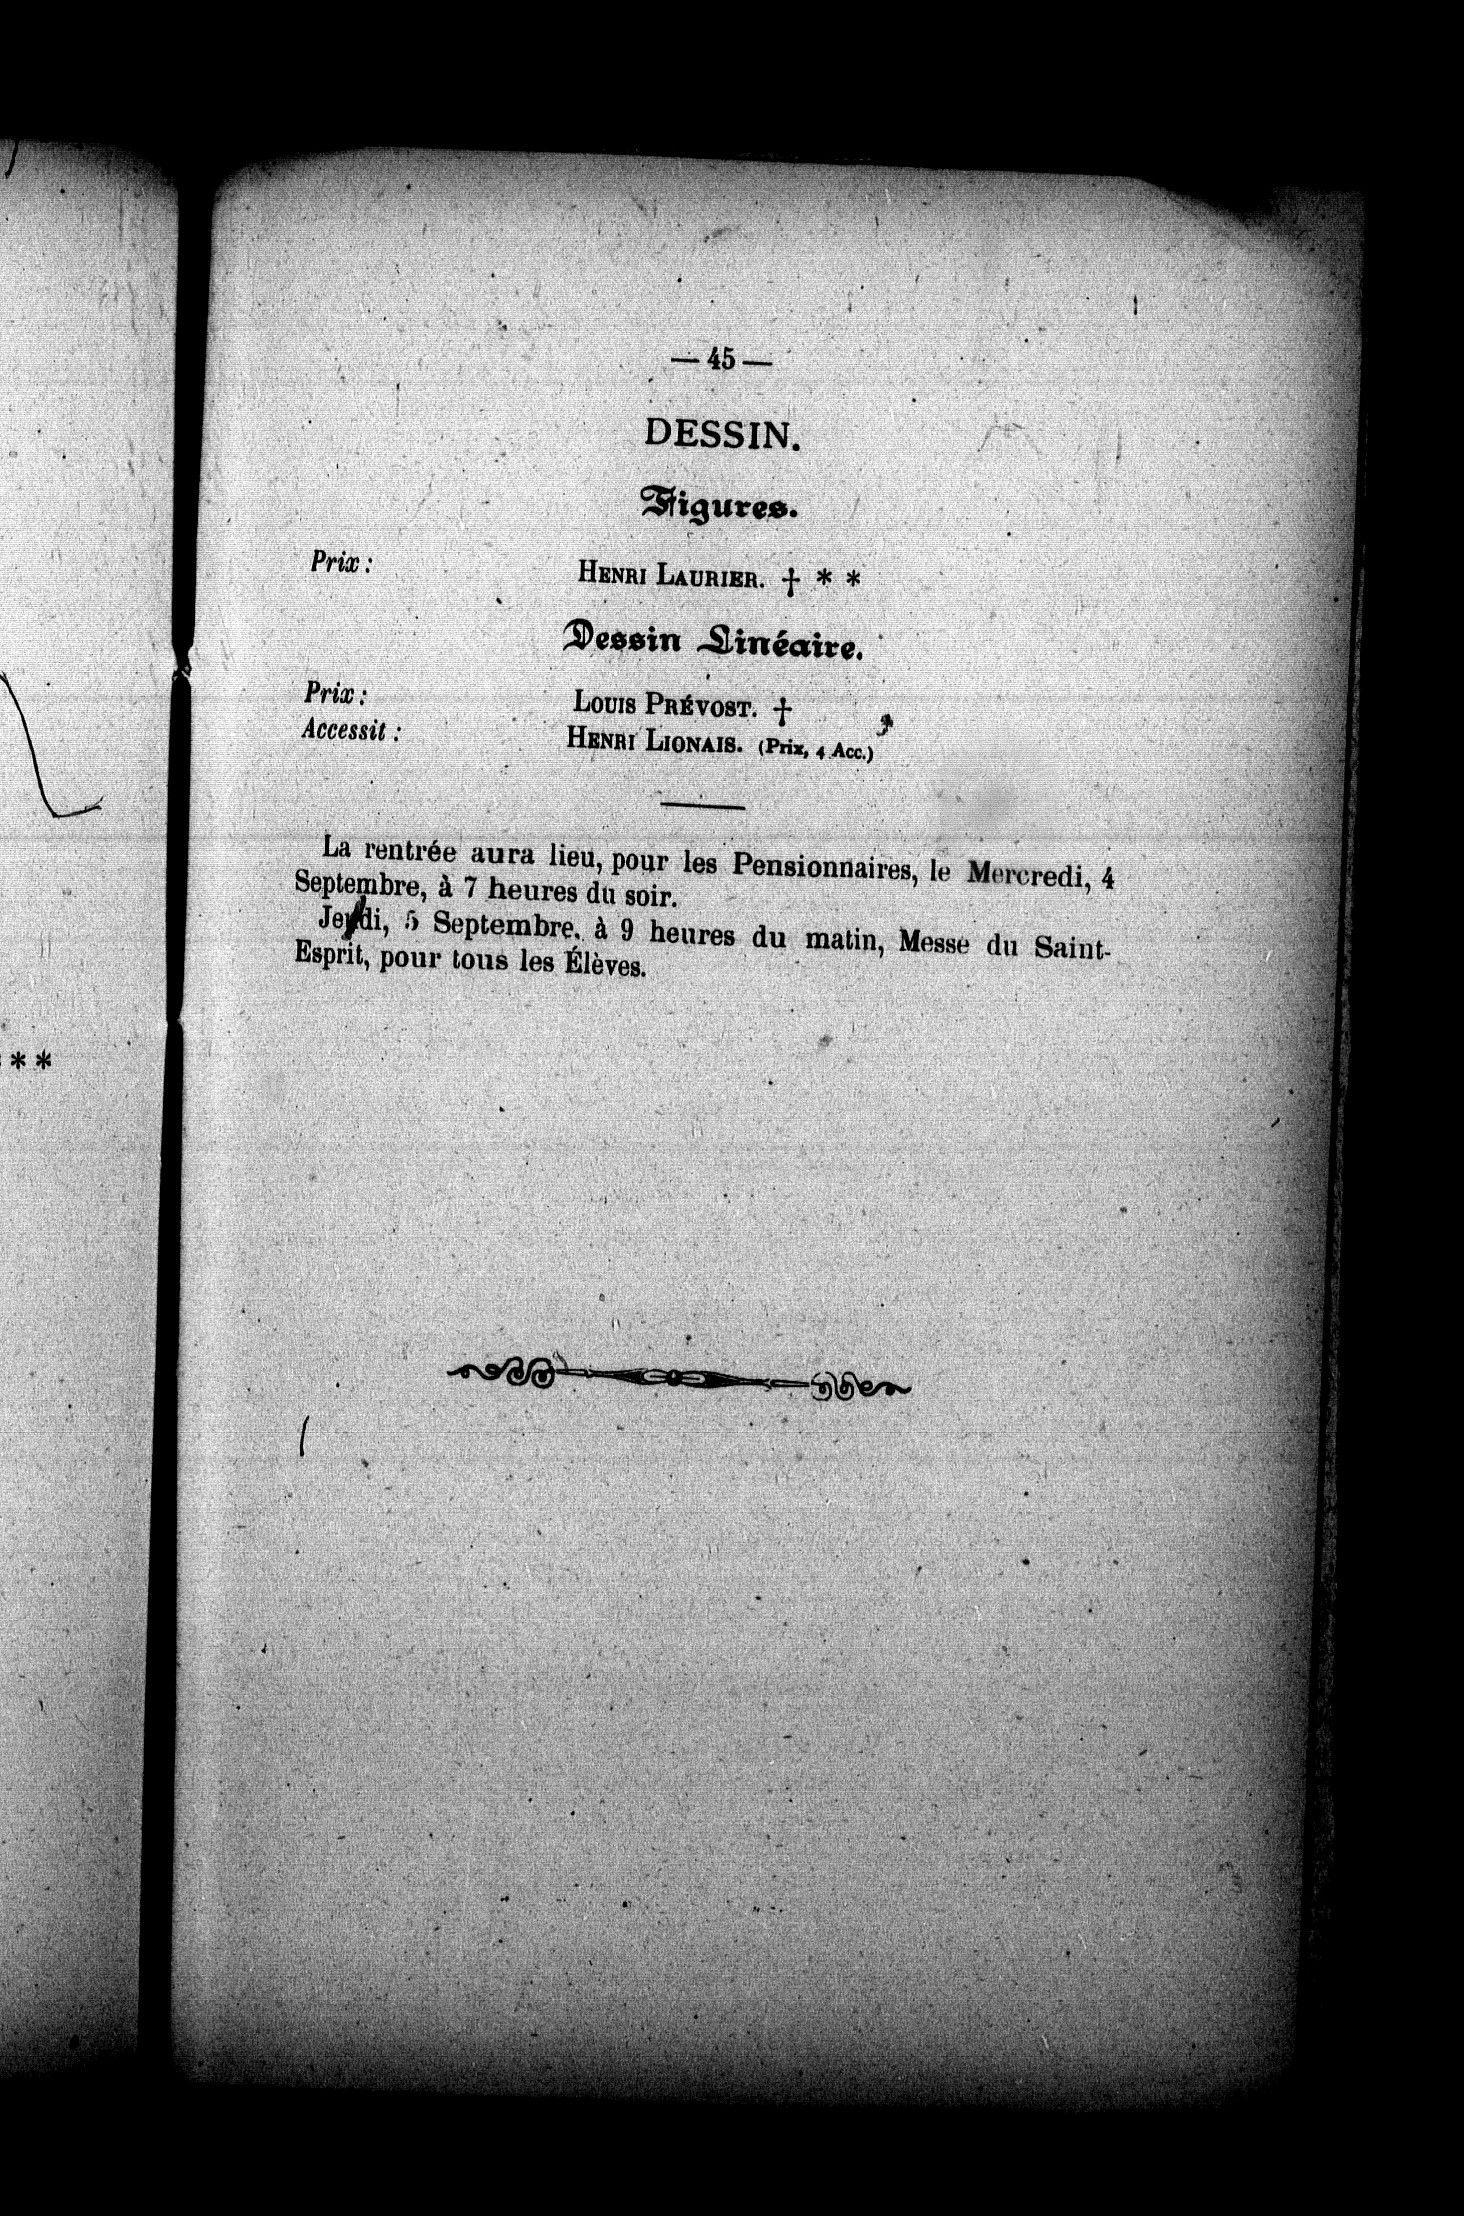 — 45 —
DESSIN.
Figures.
Prix : HENRI LAURIER. † * *
Dessin Linéaire.
Prix : LOUIS PRÉVOST. †
Accessit : HENRI LIONAIS. (Prix, 4 Acc.)
La rentrée aura lieu, pour les Pensionnaires, le Mercredi, 4
Septembre, à 7 heures du soir.
Jeudi, 5 Septembre, à 9 heures du matin, Messe du Saint-
Esprit, pour tous les Élèves.
* *